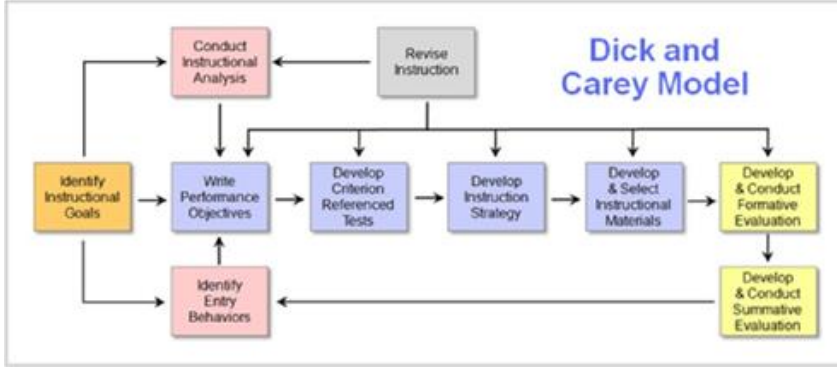 Conduct
Instructional
Analysis
Revise
Instruction
Dick and
Carey Model
Identify
Instructional
Goals
Write
Performance
Objectives
Develop
Criterion
Referenced
Tests
Develop
Instruction
Strategy
Develop
& Select
Instructional
Materials
Develop
& Conduct
Formative
Evaluation
Identify
Entry
Behaviors
Develop
& Conduct
Summative
Evaluation